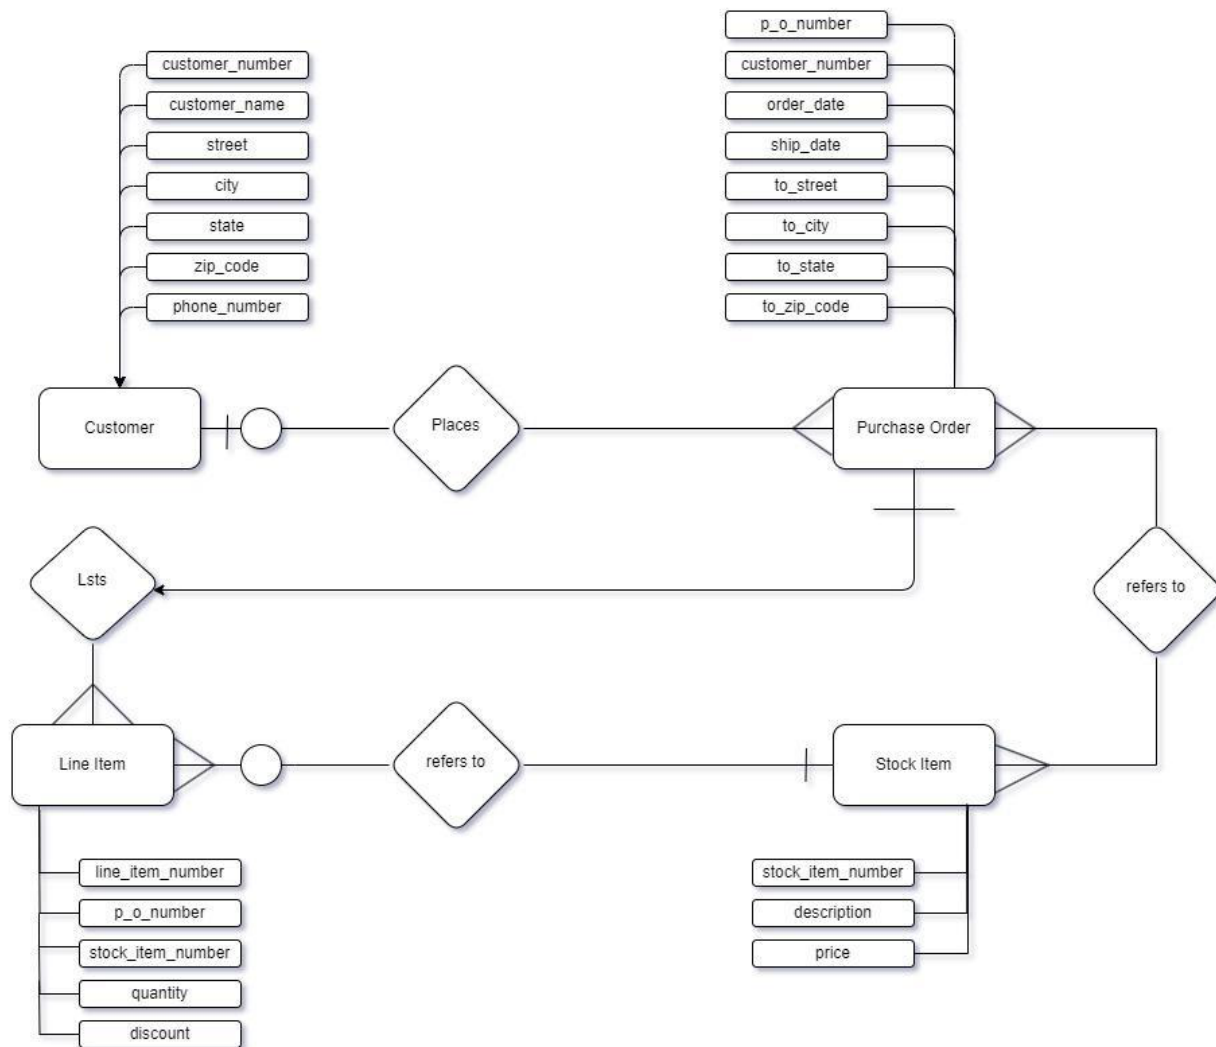 p_o_number
customer_number
customer_number
customer_name
order_date
street
ship_date
city
to_street
state
to_city
zip_code
to_state
phone_number
to_zip_code
Customer
Places
Purchase Order
Lsts
refers to
Line Item
refers to
Stock Item
line_item_number
p_o_number
stock_item_number
quantity
discount
stock_item_number
description
price